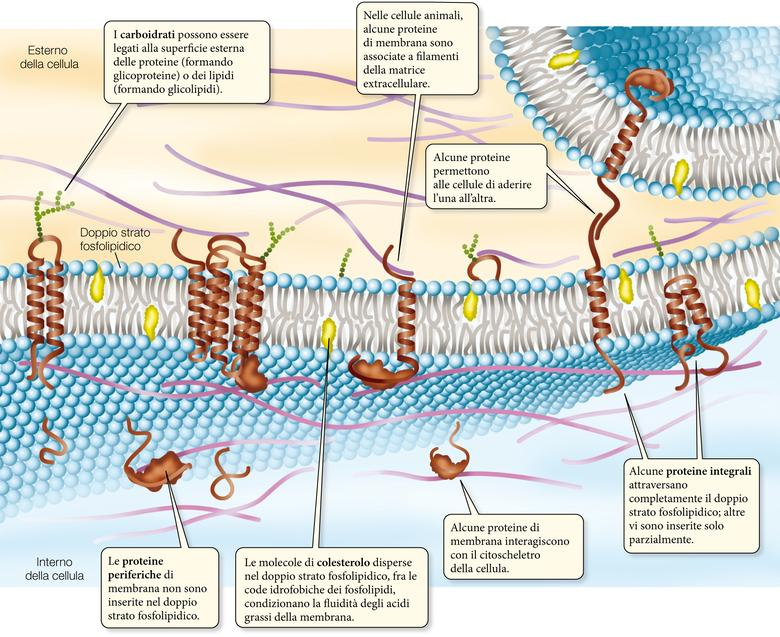 Esterno
della cellula
I carboidrati possono essere
legati alla superficie esterna
delle proteine (formando
glicoproteine) o dei lipidi
(formando glicolipidi).
Nelle cellule animali,
alcune proteine
di membrana sono
associate a filamenti
della matrice
extracellulare.
Alcune proteine
permettono
alle cellule di aderire
l'una all'altra.
Doppio strato
fosfolipidico
Alcune proteine integrali
attraversano
completamente il doppio
strato fosfolipidico; altre
vi sono inserite solo
parzialmente.
Alcune proteine di
membrana interagiscono
con il citoscheletro
della cellula.
Interno
della cellula
Le proteine
periferiche di
membrana non sono
inserite nel doppio
strato fosfolipidico.
Le molecole di colesterolo disperse
nel doppio strato fosfolipidico, fra le
code idrofobiche dei fosfolipidi,
condizionano la fluidità degli acidi
grassi della membrana.